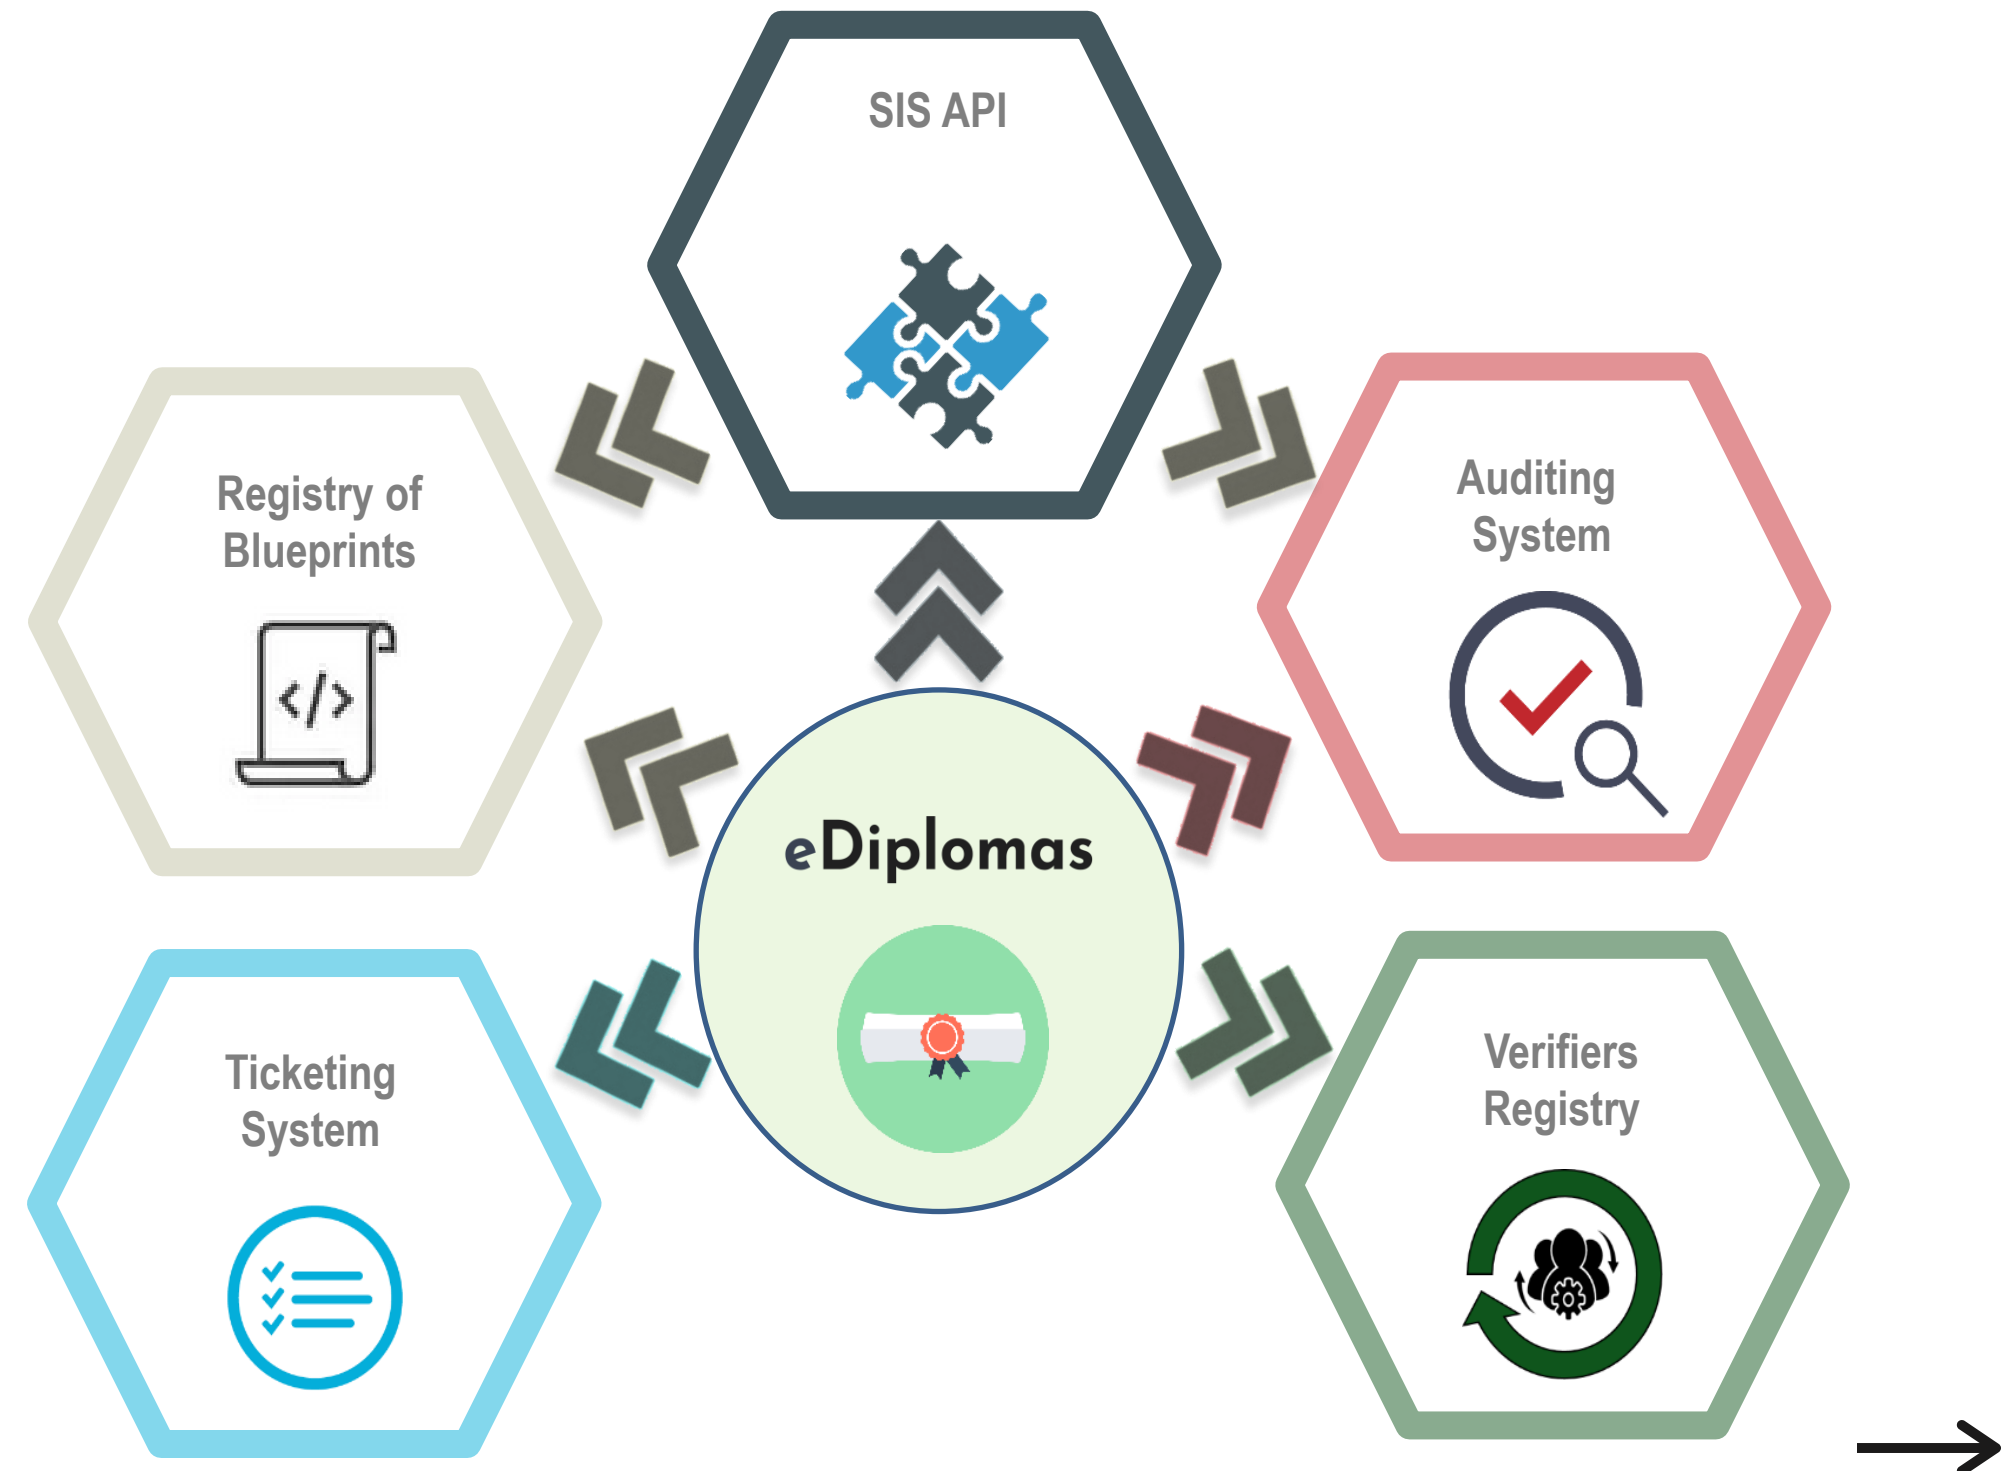 SIS API
Registry of
Blueprints
</>
Auditing
System
eDiplomas
Ticketing
System
Verifiers
Registry